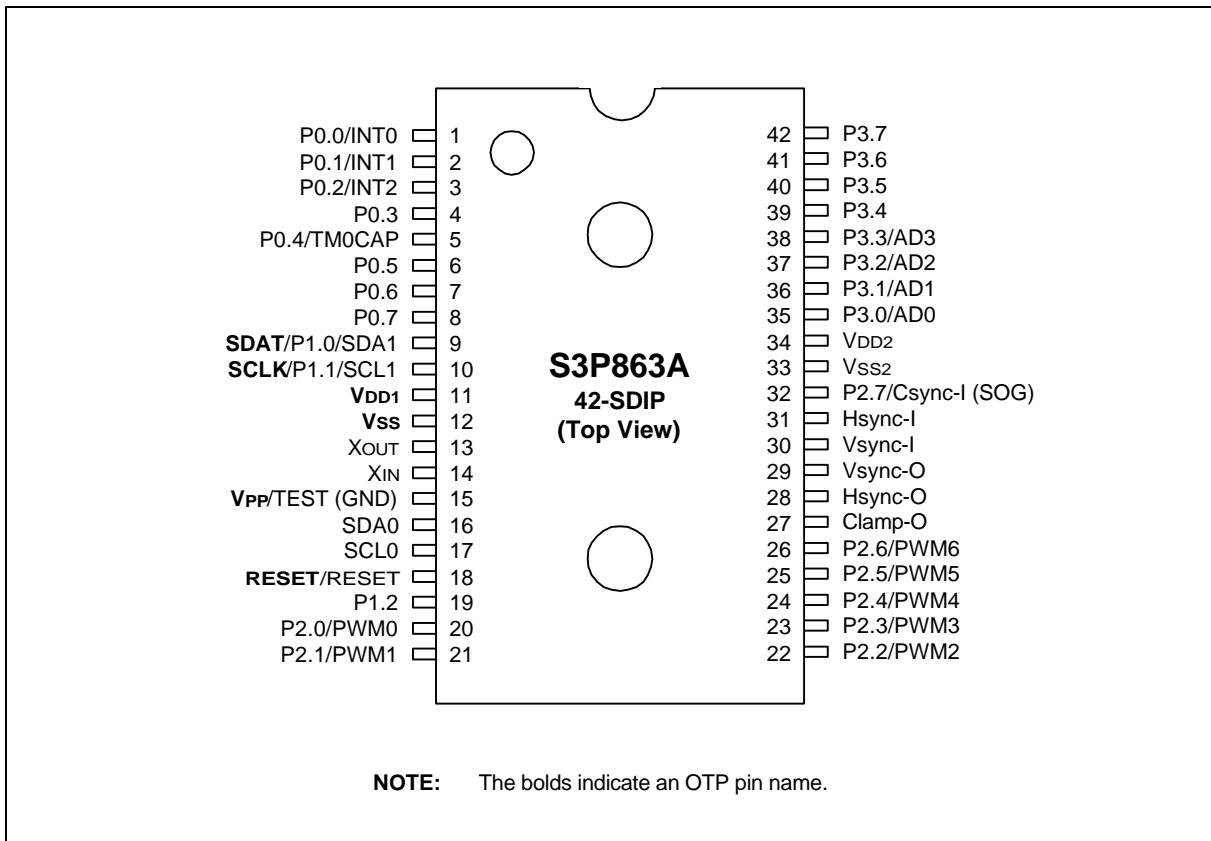 P0.0/INT0 1
P0.1/INT1 2
P0.2/INT2 3
P0.3 4
P0.4/TM0CAP 5
P0.5 6
P0.6 7
P0.7 8
SDAT/P1.0/SDA1 9
SCLK/P1.1/SCL1 10
VDD1 11
VSS 12
XOUT 13
XIN 14
VPP/TEST (GND) 15
SDA0 16
SCL0 17
RESET/RESET 18
P1.2 19
P2.0/PWM0 20
P2.1/PWM1 21
S3P863A
42-SDIP
(Top View)
42 P3.7
41 P3.6
40 P3.5
39 P3.4
38 P3.3/AD3
37 P3.2/AD2
36 P3.1/AD1
35 P3.0/AD0
34 VDD2
33 VSS2
32 P2.7/Csync-I (SOG)
31 Hsync-I
30 Vsync-I
29 Vsync-O
28 Hsync-O
27 Clamp-O
26 P2.6/PWM6
25 P2.5/PWM5
24 P2.4/PWM4
23 P2.3/PWM3
22 P2.2/PWM2
NOTE: The bolds indicate an OTP pin name.